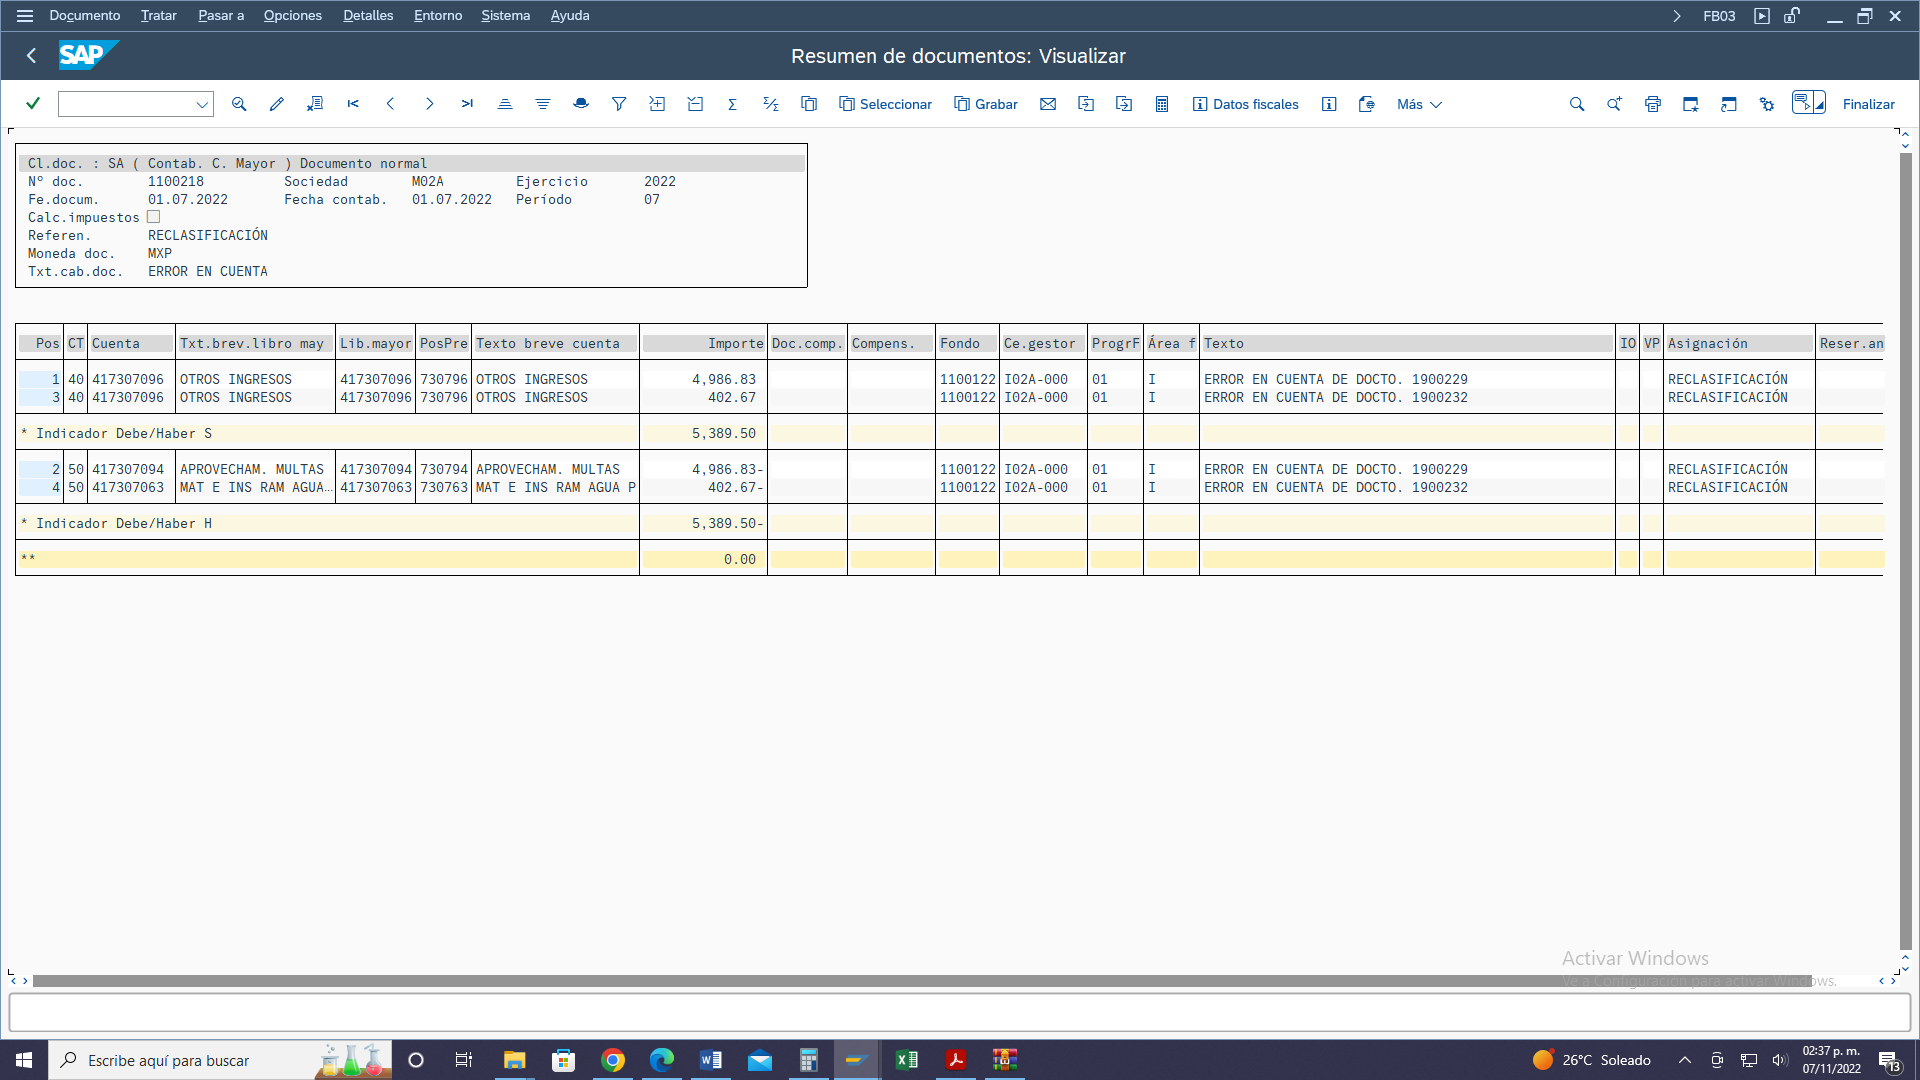 Documento Tratar Pasar a Opciones Detalles Entorno Sistema Ayuda FB03
SAP Resumen de documentos: Visualizar
Seleccionar Grabar Datos fiscales Más Finalizar
Cl.doc. : SA ( Contab. C. Mayor ) Documento normal
Nº doc. 1100218 Sociedad M02A Ejercicio 2022
Fe.docum. 01.07.2022 Fecha contab. 01.07.2022 Período 07
Calc.impuestos
Referen. RECLASIFICACIÓN
Moneda doc. MXP
Txt.cab.doc. ERROR EN CUENTA
Pos CT Cuenta Txt.brev.libro may Lib.mayor PosPre Texto breve cuenta Importe Doc.comp. Compens. Fondo Ce.gestor ProgrF Área f Texto IO VP Asignación Reser.an
1 40 417307096 OTROS INGRESOS 417307096 730796 OTROS INGRESOS 4,986.83 1100122 I02A-000 01 I ERROR EN CUENTA DE DOCTO. 1900229 RECLASIFICACIÓN
3 40 417307096 OTROS INGRESOS 417307096 730796 OTROS INGRESOS 402.67 1100122 I02A-000 01 I ERROR EN CUENTA DE DOCTO. 1900232 RECLASIFICACIÓN
* Indicador Debe/Haber S 5,389.50
2 50 417307094 APROVECHAM. MULTAS 417307094 730794 APROVECHAM. MULTAS 4,986.83- 1100122 I02A-000 01 I ERROR EN CUENTA DE DOCTO. 1900229 RECLASIFICACIÓN
4 50 417307063 MAT E INS RAM AGUA… 417307063 730763 MAT E INS RAM AGUA P 402.67- 1100122 I02A-000 01 I ERROR EN CUENTA DE DOCTO. 1900232 RECLASIFICACIÓN
* Indicador Debe/Haber H 5,389.50-
** 0.00
Activar Windows
Ve a Configuración para activar Windows.
Escribe aquí para buscar 26°C Soleado 02:37 p. m.
07/11/2022 13